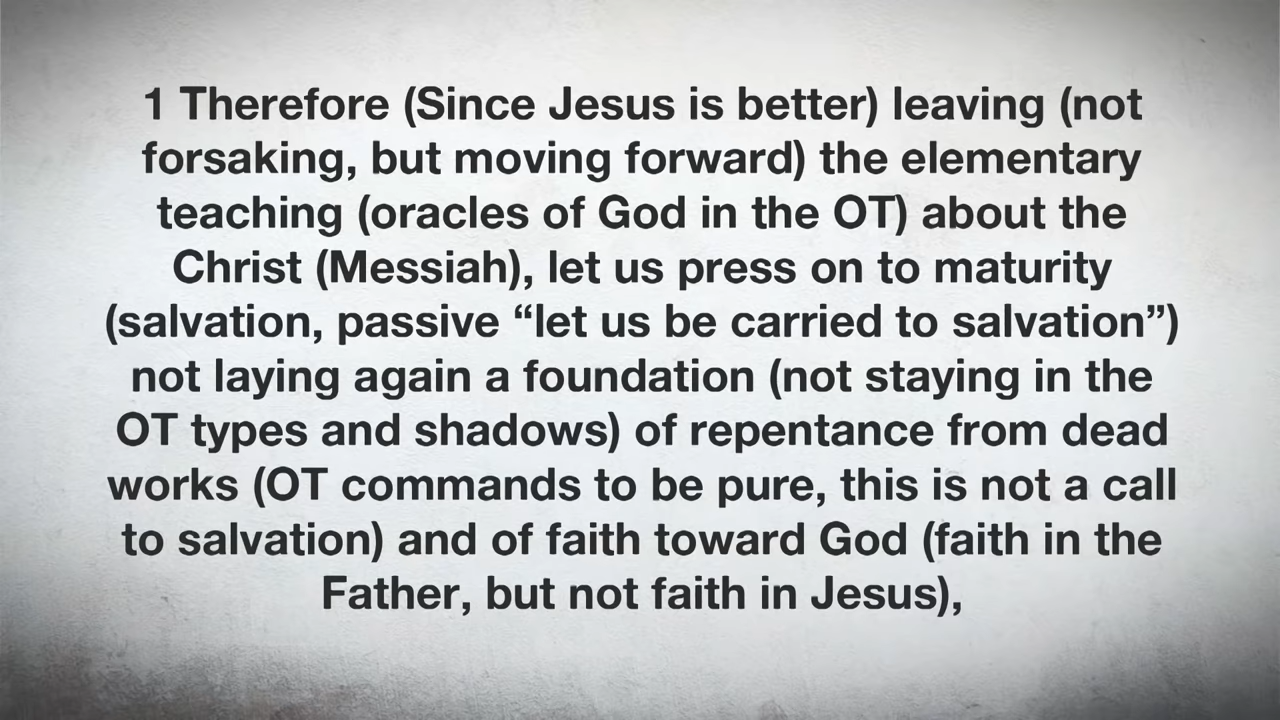 1 Therefore (Since Jesus is better) leaving (not
forsaking, but moving forward) the elementary
teaching (oracles of God in the OT) about the
Christ (Messiah), let us press on to maturity
(salvation, passive “let us be carried to salvation”)
not laying again a foundation (not staying in the
OT types and shadows) of repentance from dead
works (OT commands to be pure, this is not a call
to salvation) and of faith toward God (faith in the
Father, but not faith in Jesus),